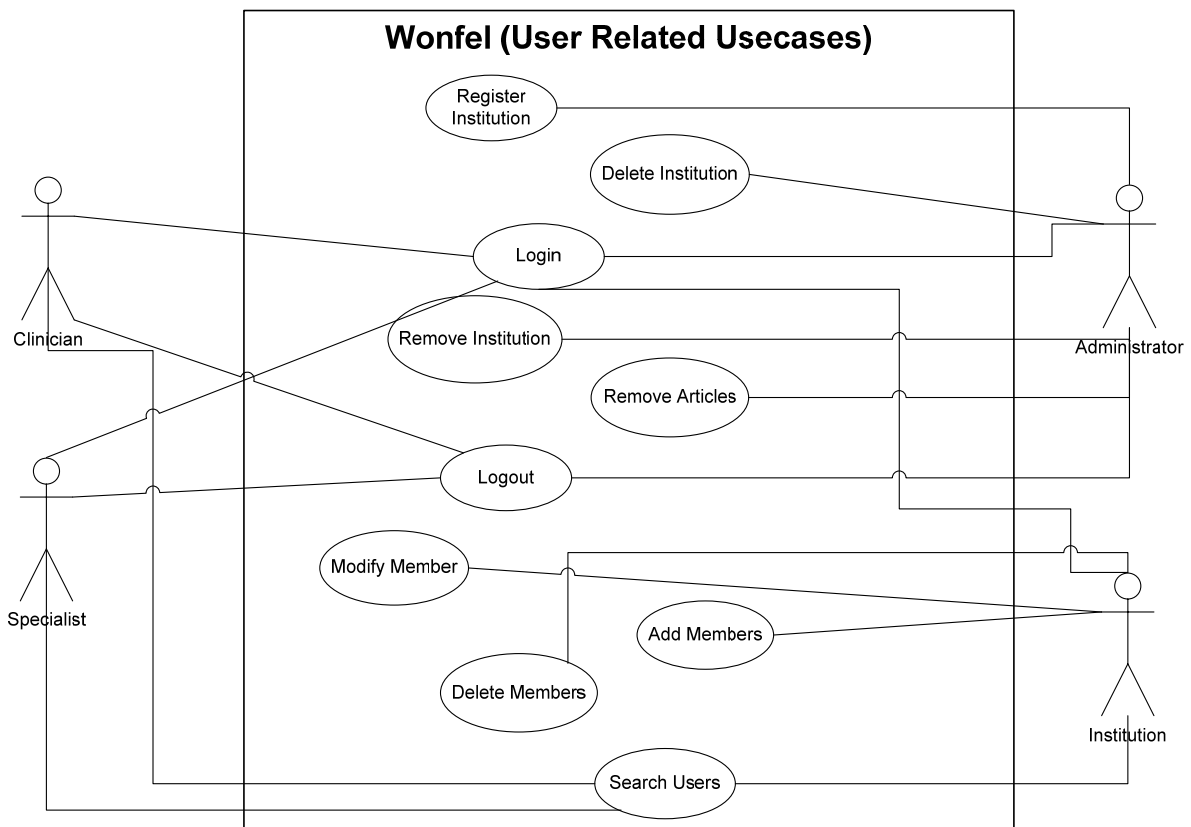 Wonfel (User Related Usecases)
Register
Institution
Delete Institution
Login
Remove Institution
Clinician
Administrator
Remove Articles
Logout
Modify Member
Specialist
Add Members
Delete Members
Institution
Search Users